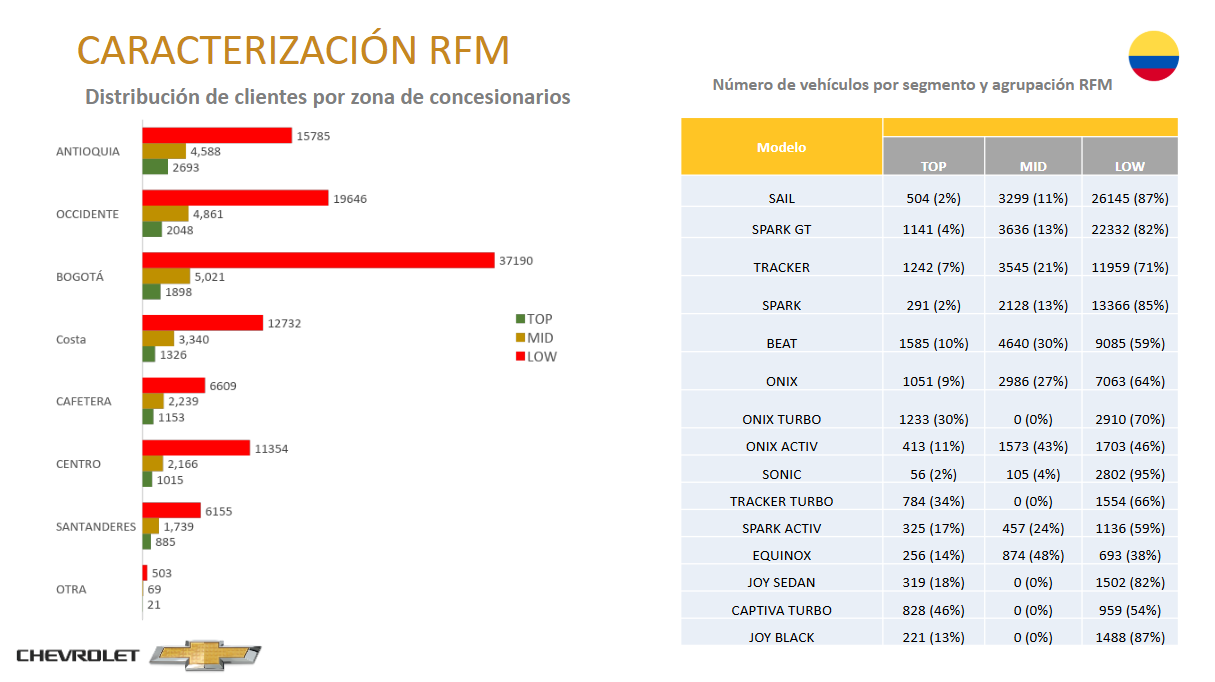 CARACTERIZACIÓN RFM
Distribución de clientes por zona de concesionarios
ANTIOQUIA
15785
4,588
2693
OCCIDENTE
19646
4,861
2048
BOGOTÁ
37190
5,021
1898
Costa
12732
3,340
1326
CAFETERA
6609
2,239
1153
CENTRO
11354
2,166
1015
SANTANDERES
6155
1,739
885
OTRA
503
69
21
TOP
MID
LOW
CHEVROLET
Número de vehículos por segmento y agrupación RFM
Modelo TOP MID LOW
SAIL 504 (2%) 3299 (11%) 26145 (87%)
SPARK GT 1141 (4%) 3636 (13%) 22332 (82%)
TRACKER 1242 (7%) 3545 (21%) 11959 (71%)
SPARK 291 (2%) 2128 (13%) 13366 (85%)
BEAT 1585 (10%) 4640 (30%) 9085 (59%)
ONIX 1051 (9%) 2986 (27%) 7063 (64%)
ONIX TURBO 1233 (30%) 0 (0%) 2910 (70%)
ONIX ACTIV 413 (11%) 1573 (43%) 1703 (46%)
SONIC 56 (2%) 105 (4%) 2802 (95%)
TRACKER TURBO 784 (34%) 0 (0%) 1554 (66%)
SPARK ACTIV 325 (17%) 457 (24%) 1136 (59%)
EQUINOX 256 (14%) 874 (48%) 693 (38%)
JOY SEDAN 319 (18%) 0 (0%) 1502 (82%)
CAPTIVA TURBO 828 (46%) 0 (0%) 959 (54%)
JOY BLACK 221 (13%) 0 (0%) 1488 (87%)